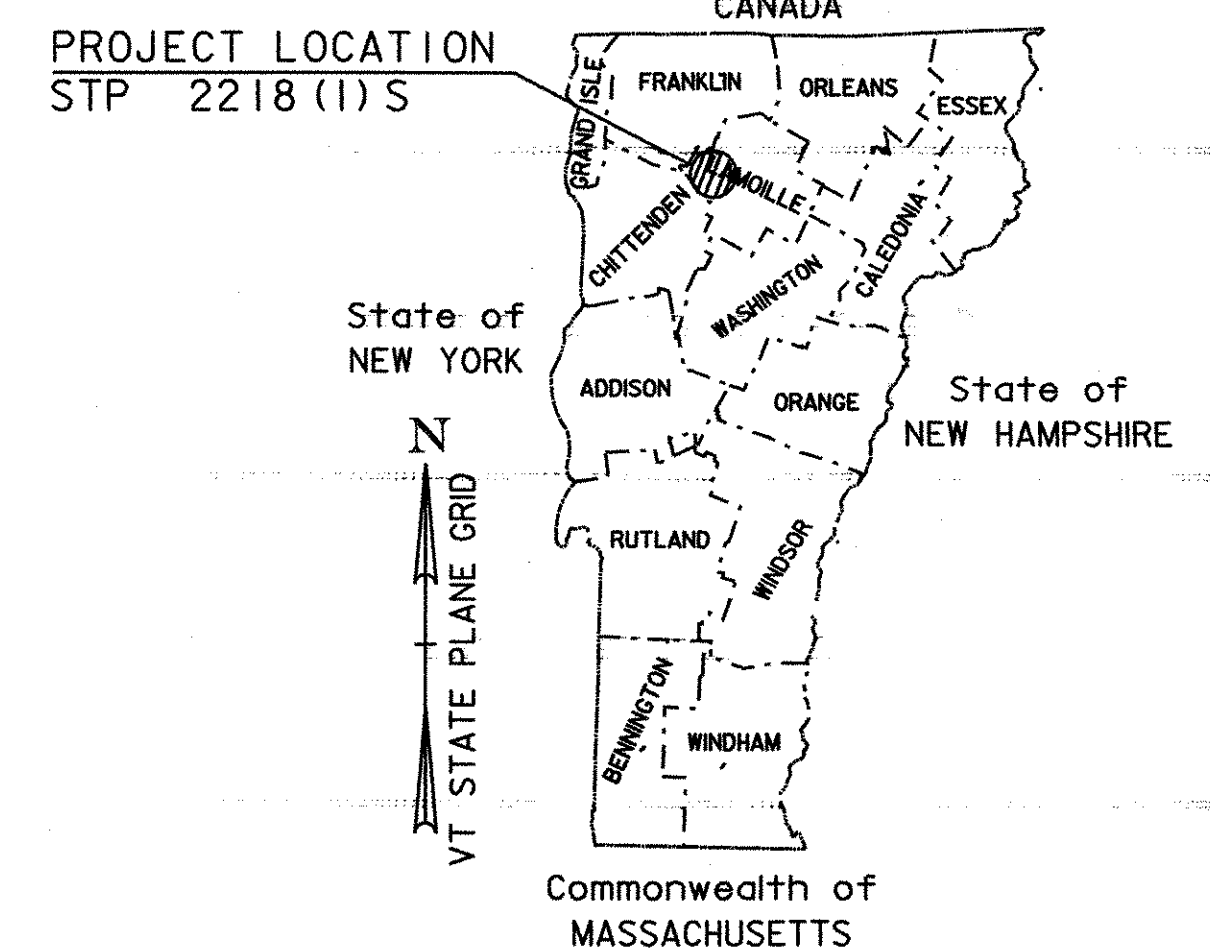 CANADA
PROJECT LOCATION
STP 2218 (1) S
GRAND ISLE
FRANKLIN
ORLEANS
ESSEX
LAMOILLE
CHITTENDEN
CALEDONIA
WASHINGTON
State of
NEW YORK
ADDISON
ORANGE
State of
NEW HAMPSHIRE
N
VT STATE PLANE GRID
RUTLAND
WINDSOR
BENNINGTON
WINDHAM
Commonwealth of
MASSACHUSETTS